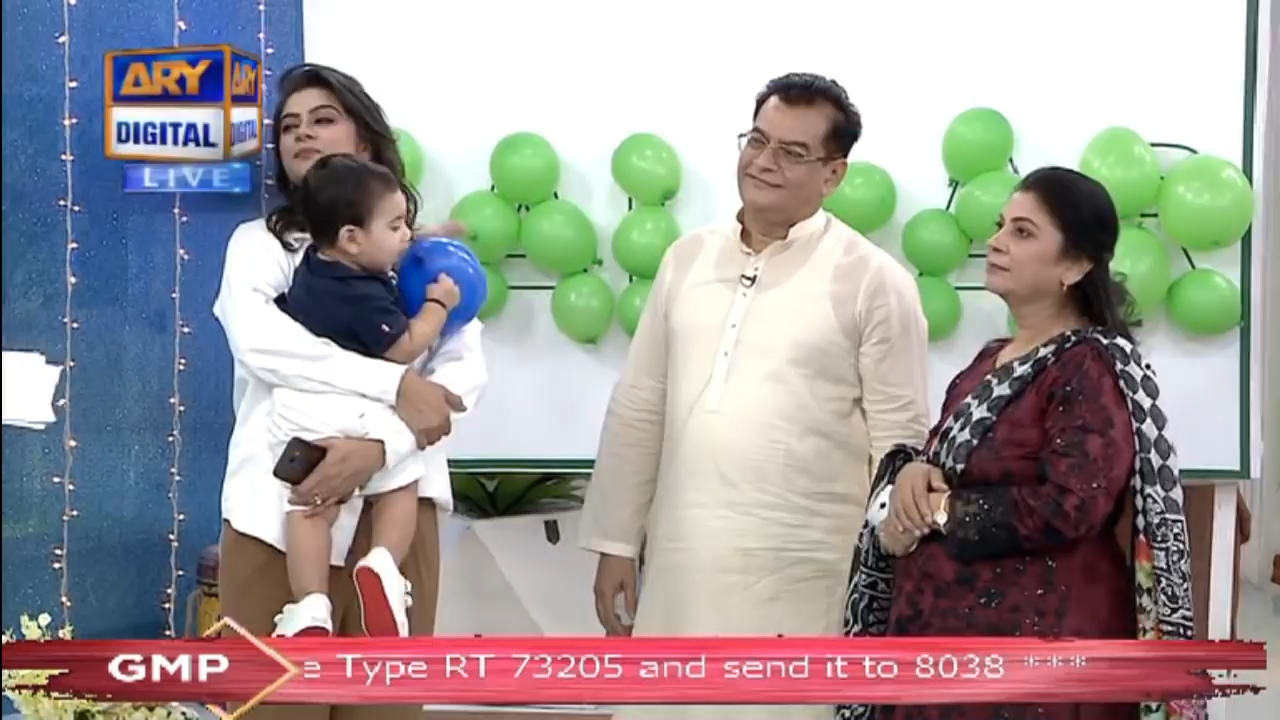 ARY ARY
DIGITAL DIGITAL
LIVE
GMP e Type RT 73205 and send it to 8038 ***